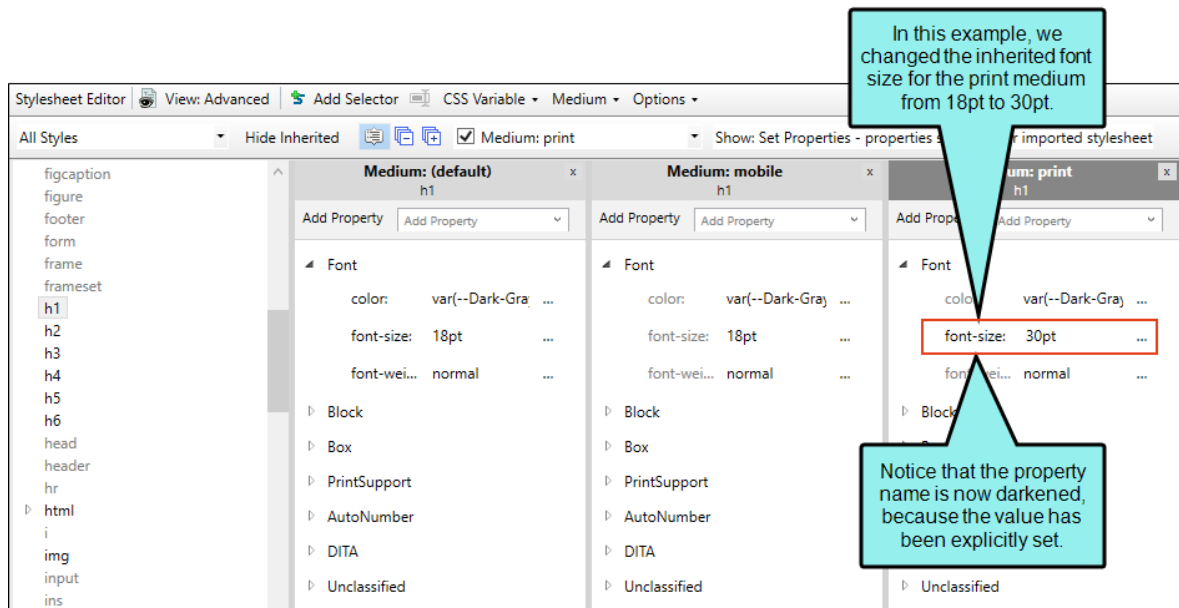 In this example, we
changed the inherited font
size for the print medium
from 18pt to 30pt.
Stylesheet Editor View: Advanced Add Selector CSS Variable Medium Options
All Styles Hide Inherited Medium: print Show: Set Properties - properties s r imported stylesheet
figcaption
figure
footer
form
frame
frameset
h1
h2
h3
h4
h5
h6
head
header
hr
html
i
img
input
ins
Medium: (default) x
h1
Add Property Add Property
Font
color: var(--Dark-Gray ...
font-size: 18pt ...
font-wei... normal ...
Block
Box
PrintSupport
AutoNumber
DITA
Unclassified
Medium: mobile x
h1
Add Property Add Property
Font
color: var(--Dark-Gray ...
font-size: 18pt ...
font-wei... normal ...
Block
Box
PrintSupport
AutoNumber
DITA
Unclassified
um: print x
h1
Add Prope Add Property
Font
colo var(--Dark-Gray ...
font-size: 30pt ...
font ei... normal ...
Block
Unclassified
Notice that the property
name is now darkened,
because the value has
been explicitly set.